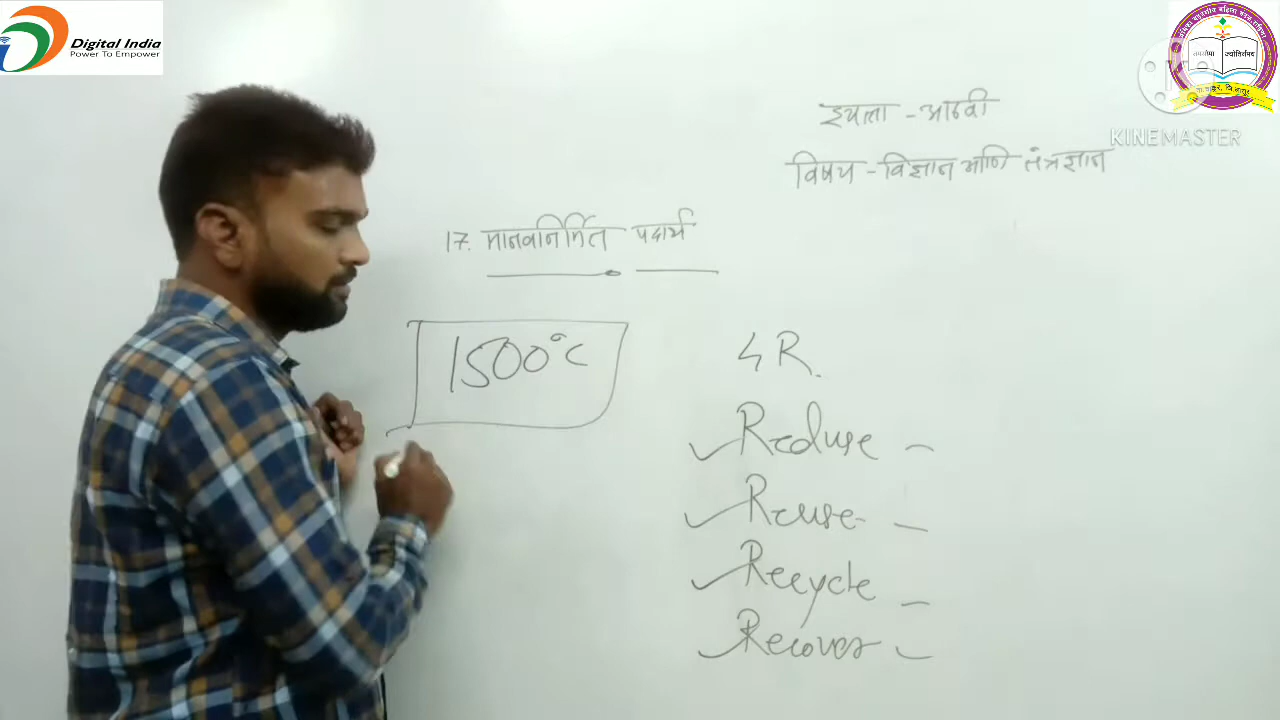 Digital India
Power To Empower
KINEMASTER
इयत्ता - आठवी
विषय - विज्ञान आणि तंत्रज्ञान
17. मानवनिर्मित पदार्थ
1500°C
4 R.
Reduse -
Reuse -
Recycle -
Recover -